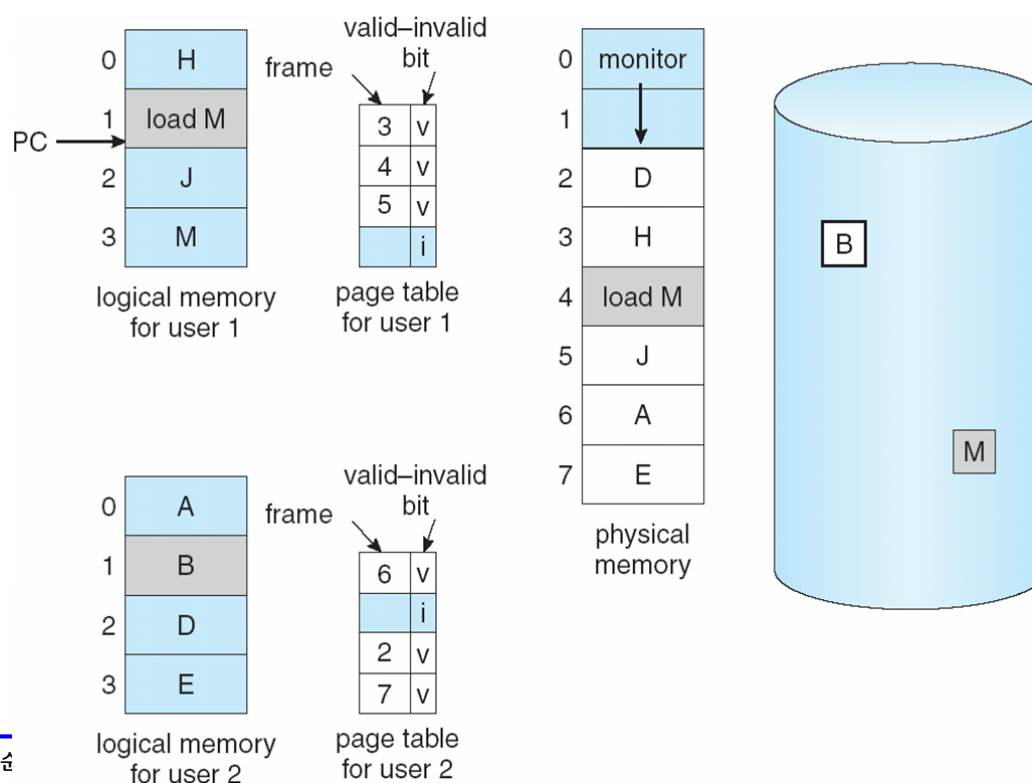 valid–invalid
bit
frame
0 H
1 load M
PC
2 J
3 M
3 v
4 v
5 v
i
logical memory
for user 1
page table
for user 1
0 monitor
1
2 D
3 H
4 load M
5 J
6 A
7 E
physical
memory
B
M
valid–invalid
bit
frame
0 A
1 B
2 D
3 E
6 v
i
2 v
7 v
logical memory
for user 2
page table
for user 2